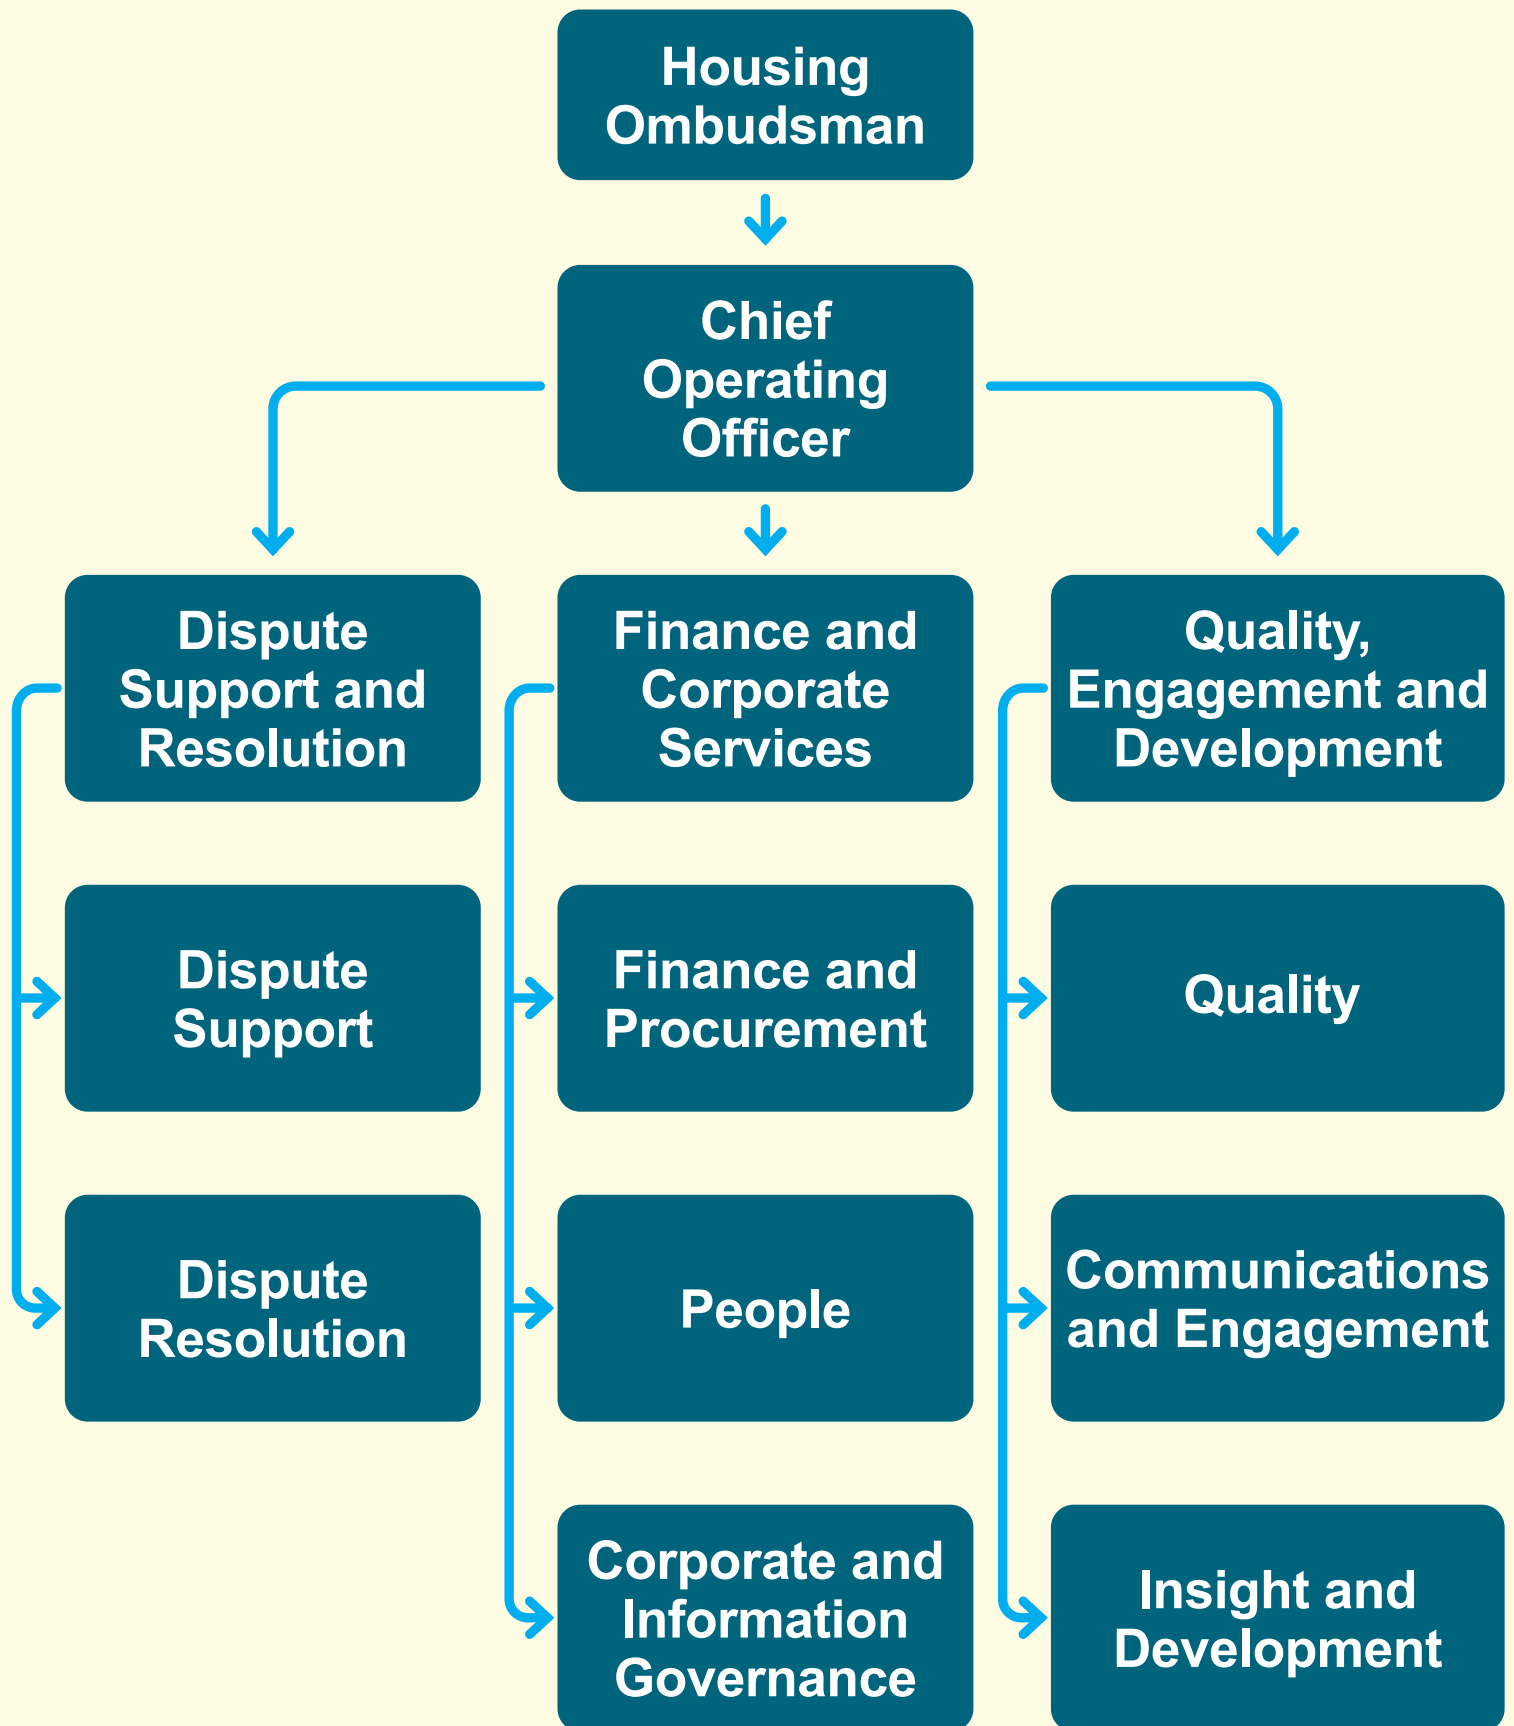 Housing
Ombudsman
Chief
Operating
Officer
Dispute
Support and
Resolution
Finance and
Corporate
Services
Quality,
Engagement and
Development
Dispute
Support
Finance and
Procurement
Quality
Dispute
Resolution
People
Communications
and Engagement
Corporate and
Information
Governance
Insight and
Development